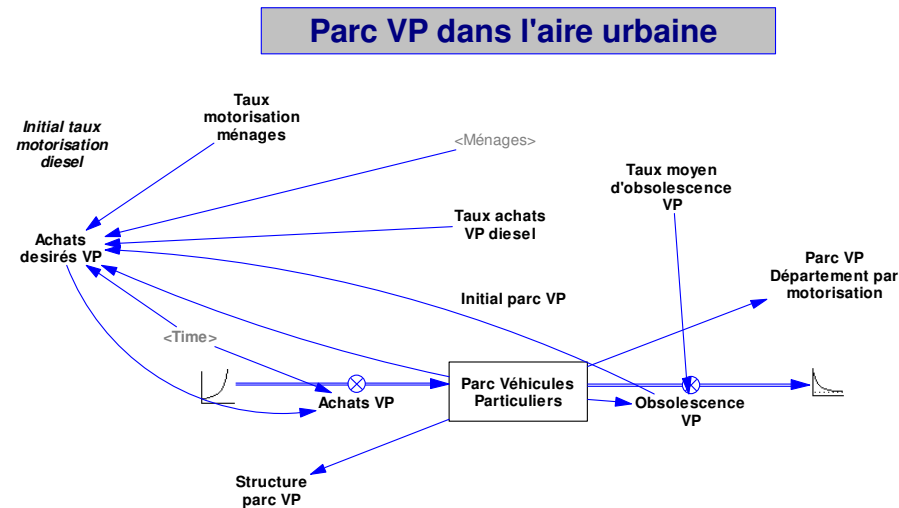 Parc VP dans l'aire urbaine
Initial taux
motorisation
diesel
Taux
motorisation
ménages
<Ménages>
Taux moyen
d'obsolescence
VP
Taux achats
VP diesel
Achats
desirés VP
Parc VP
Département par
motorisation
Initial parc VP
<Time>
Achats VP
Parc Véhicules
Particuliers
Obsolescence
VP
Structure
parc VP